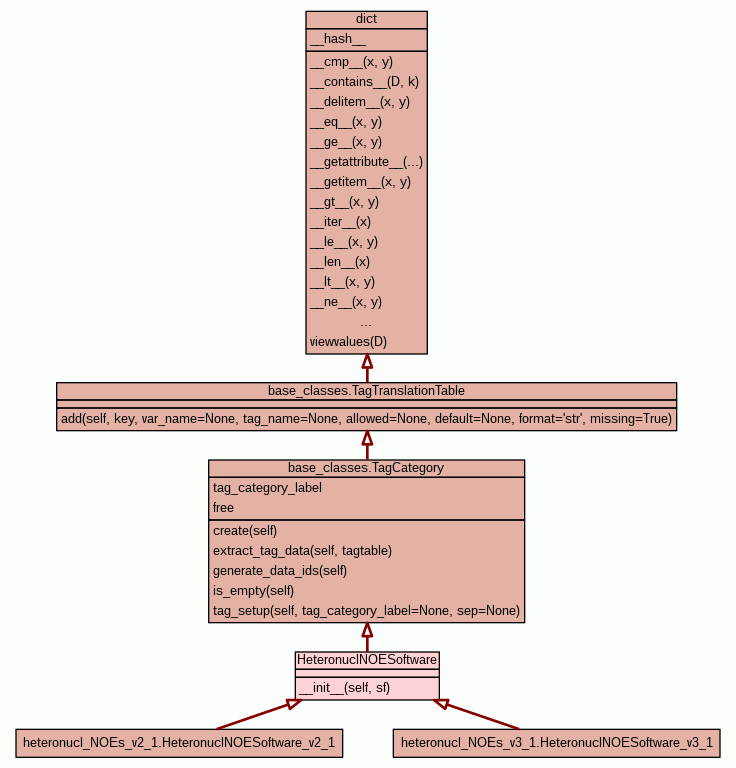 dict
__hash__
__cmp__(x, y)
__contains__(D, k)
__delitem__(x, y)
__eq__(x, y)
__ge__(x, y)
__getattribute__(...)
__getitem__(x, y)
__gt__(x, y)
__iter__(x)
__le__(x, y)
__len__(x)
__lt__(x, y)
__ne__(x, y)
...
viewvalues(D)
base_classes.TagTranslationTable
add(self, key, var_name=None, tag_name=None, allowed=None, default=None, format='str', missing=True)
base_classes.TagCategory
tag_category_label
free
create(self)
extract_tag_data(self, tagtable)
generate_data_ids(self)
is_empty(self)
tag_setup(self, tag_category_label=None, sep=None)
HeteronuclNOESoftware
__init__(self, sf)
heteronucl_NOEs_v2_1.HeteronuclNOESoftware_v2_1
heteronucl_NOEs_v3_1.HeteronuclNOESoftware_v3_1